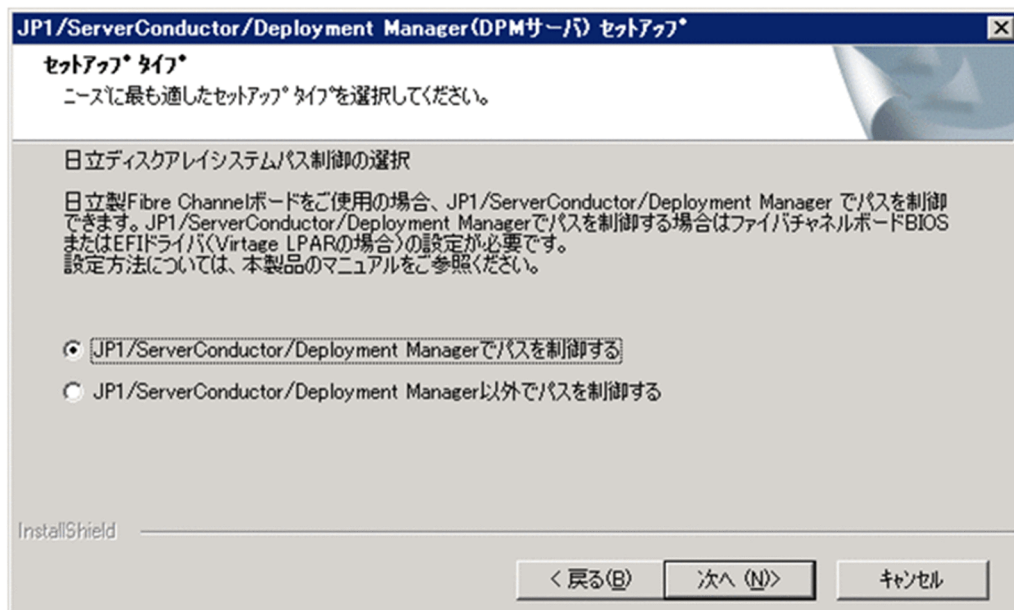 JP1/ServerConductor/Deployment Manager(DPMサーバ) セットアップ
セットアップ タイプ
ニーズに最も適したセットアップ タイプを選択してください。
日立ディスクアレイシステムパス制御の選択
日立製Fibre Channelボードをご使用の場合、JP1/ServerConductor/Deployment Manager でパスを制御
できます。JP1/ServerConductor/Deployment Managerでパスを制御する場合はファイバチャネルボードBIOS
またはEFIドライバ(Virtage LPARの場合)の設定が必要です。
設定方法については、本製品のマニュアルをご参照ください。
JP1/ServerConductor/Deployment Managerでパスを制御する
JP1/ServerConductor/Deployment Manager以外でパスを制御する
InstallShield
< 戻る(B) 次へ (N)> キャンセル